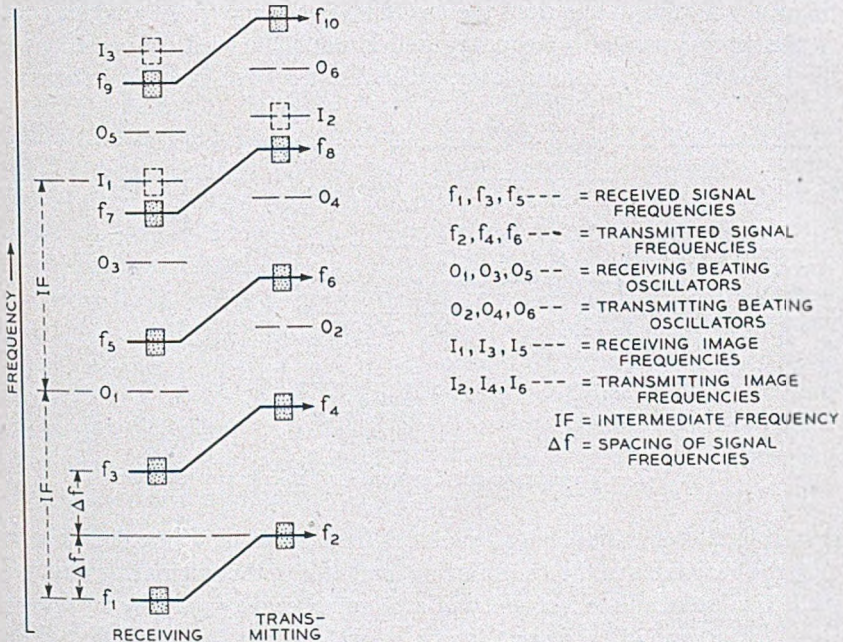 f10
O6
I3
f9
I2
O5
f8
I1
f7
O4
O3
f6
O2
f5
O1
f4
f3
f2
f1
IF
IF
Δf
Δf
FREQUENCY
RECEIVING
TRANS-
MITTING
f1, f3, f5--- = RECEIVED SIGNAL
FREQUENCIES
f2, f4, f6---- = TRANSMITTED SIGNAL
FREQUENCIES
O1, O3, O5-- = RECEIVING BEATING
OSCILLATORS
O2, O4, O6-- = TRANSMITTING BEATING
OSCILLATORS
I1, I3, I5--- = RECEIVING IMAGE
FREQUENCIES
I2, I4, I6--- = TRANSMITTING IMAGE
FREQUENCIES
IF = INTERMEDIATE FREQUENCY
Δf = SPACING OF SIGNAL
FREQUENCIES